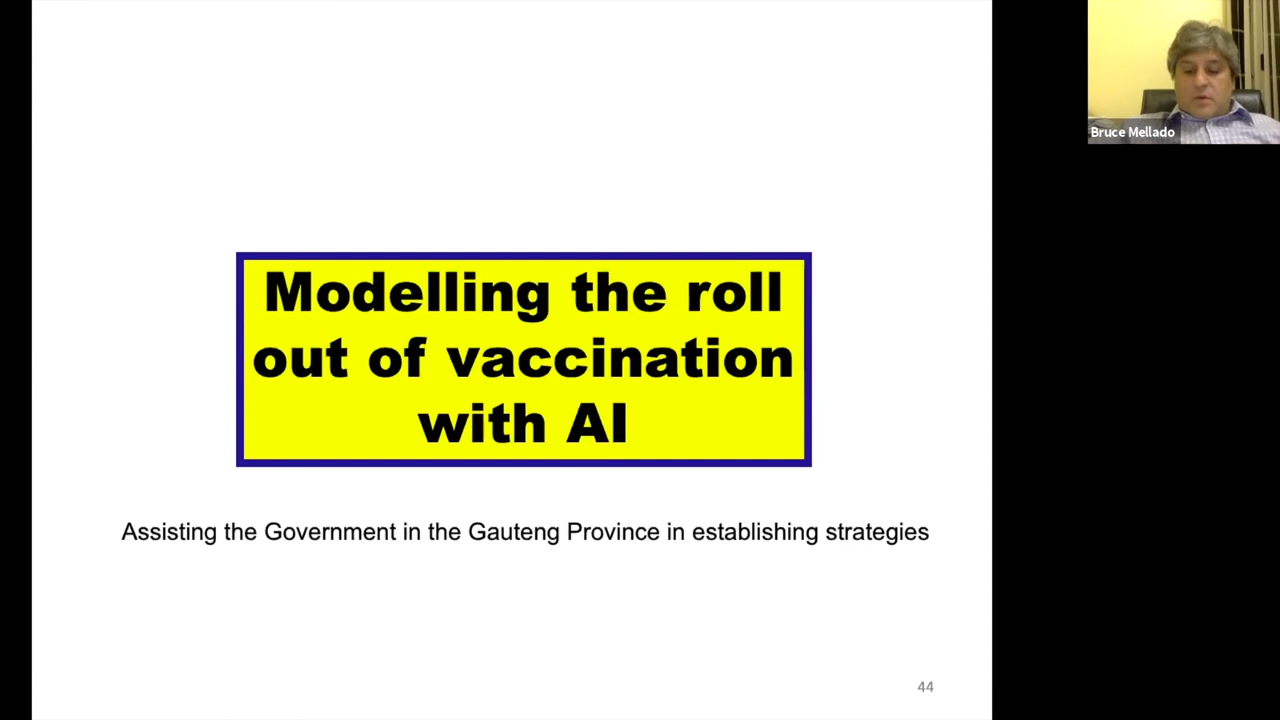 Bruce Mellado
Modelling the roll
out of vaccination
with AI
Assisting the Government in the Gauteng Province in establishing strategies
44